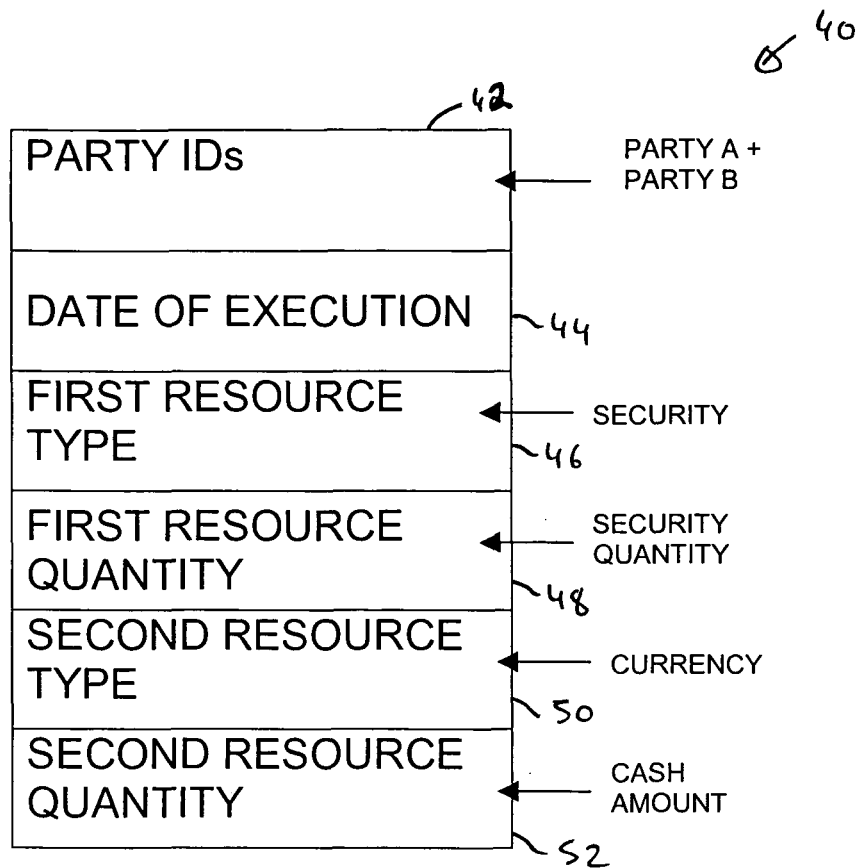 40
42
PARTY IDs
PARTY A +
PARTY B
DATE OF EXECUTION
44
FIRST RESOURCE
TYPE
SECURITY
46
FIRST RESOURCE
QUANTITY
SECURITY
QUANTITY
48
SECOND RESOURCE
TYPE
CURRENCY
50
SECOND RESOURCE
QUANTITY
CASH
AMOUNT
52